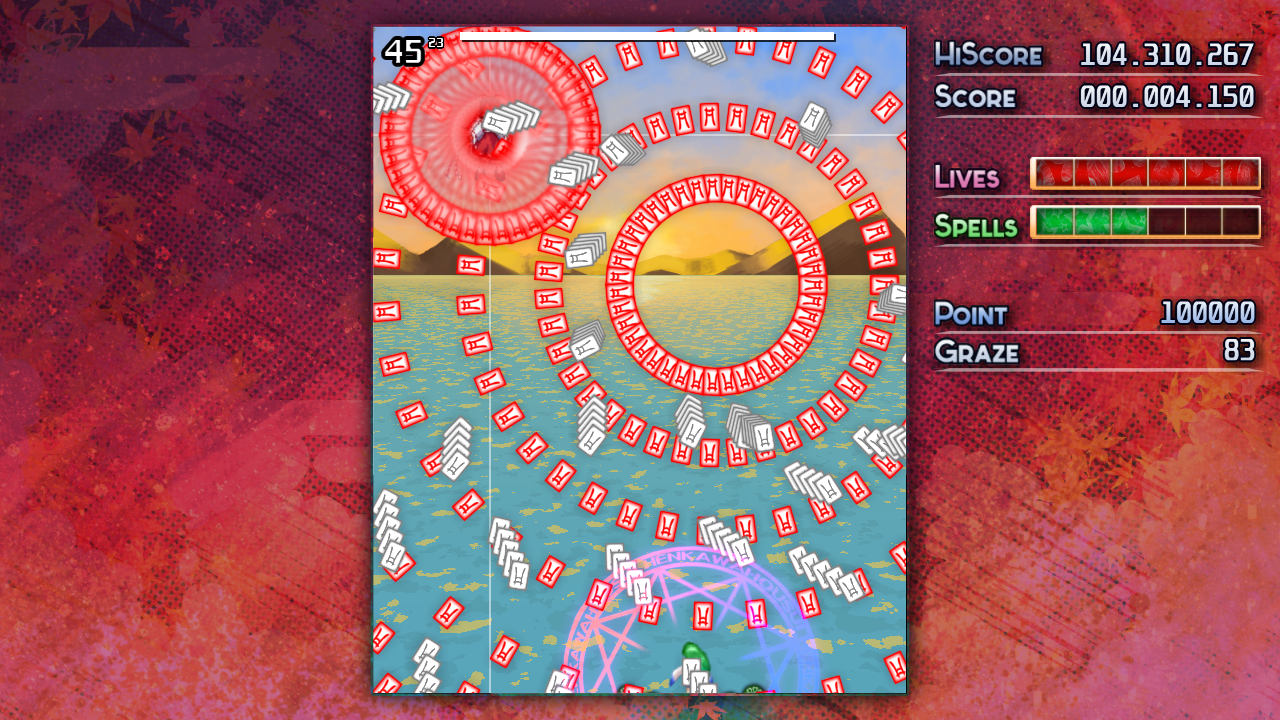 45 23
HiScore 104.310.267
Score 000.004.150
Lives
Spells
Point 100000
Graze 83